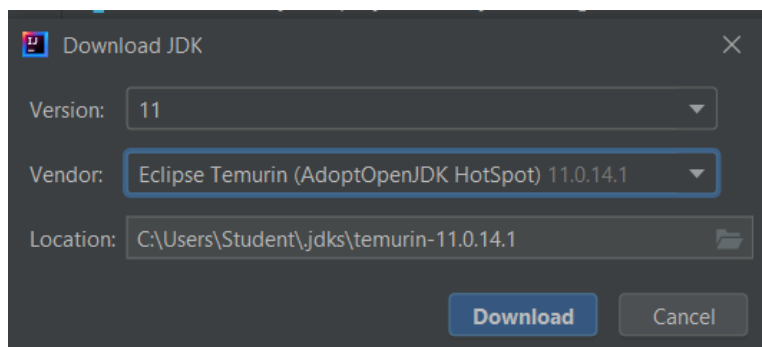 Download JDK
Version: 11
Vendor: Eclipse Temurin (AdoptOpenJDK HotSpot) 11.0.14.1
Location: C:\Users\Student\.jdks\temurin-11.0.14.1
Download Cancel